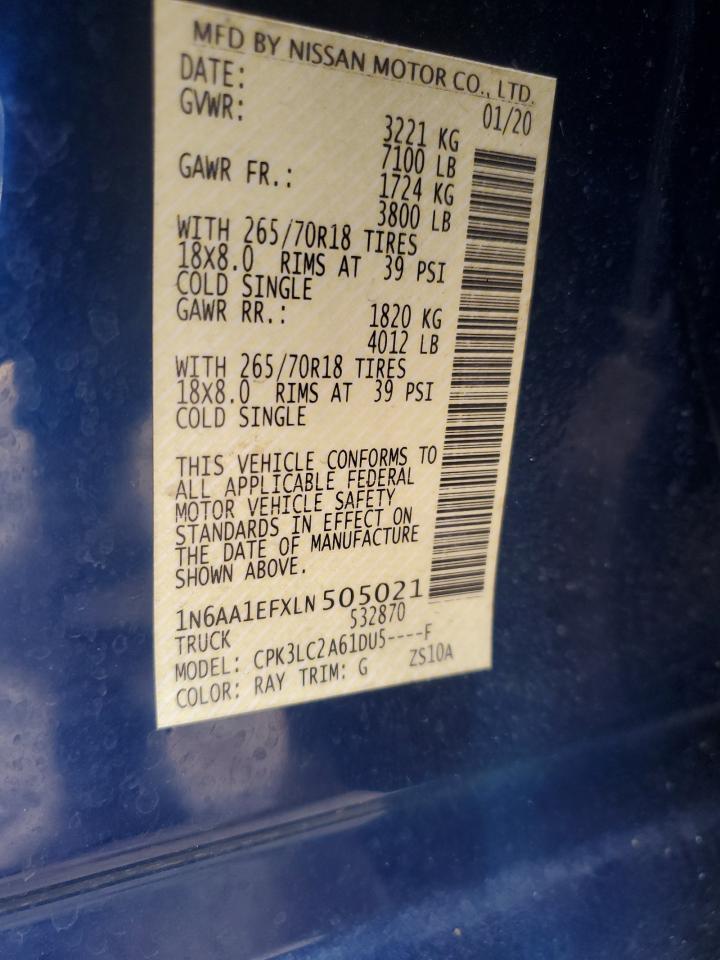 MFD BY NISSAN MOTOR CO., LTD.
DATE: 01/20
GVWR: 3221 KG
7100 LB
GAWR FR.: 1724 KG
3800 LB
WITH 265/70R18 TIRES
18X8.0 RIMS AT 39 PSI
COLD SINGLE
GAWR RR.: 1820 KG
4012 LB
WITH 265/70R18 TIRES
18X8.0 RIMS AT 39 PSI
COLD SINGLE
THIS VEHICLE CONFORMS TO
ALL APPLICABLE FEDERAL
MOTOR VEHICLE SAFETY
STANDARDS IN EFFECT ON
THE DATE OF MANUFACTURE
SHOWN ABOVE.
1N6AA1EFXLN505021
532870
TRUCK
MODEL: CPK3LC2A61DU5----F
COLOR: RAY TRIM: G ZS10A